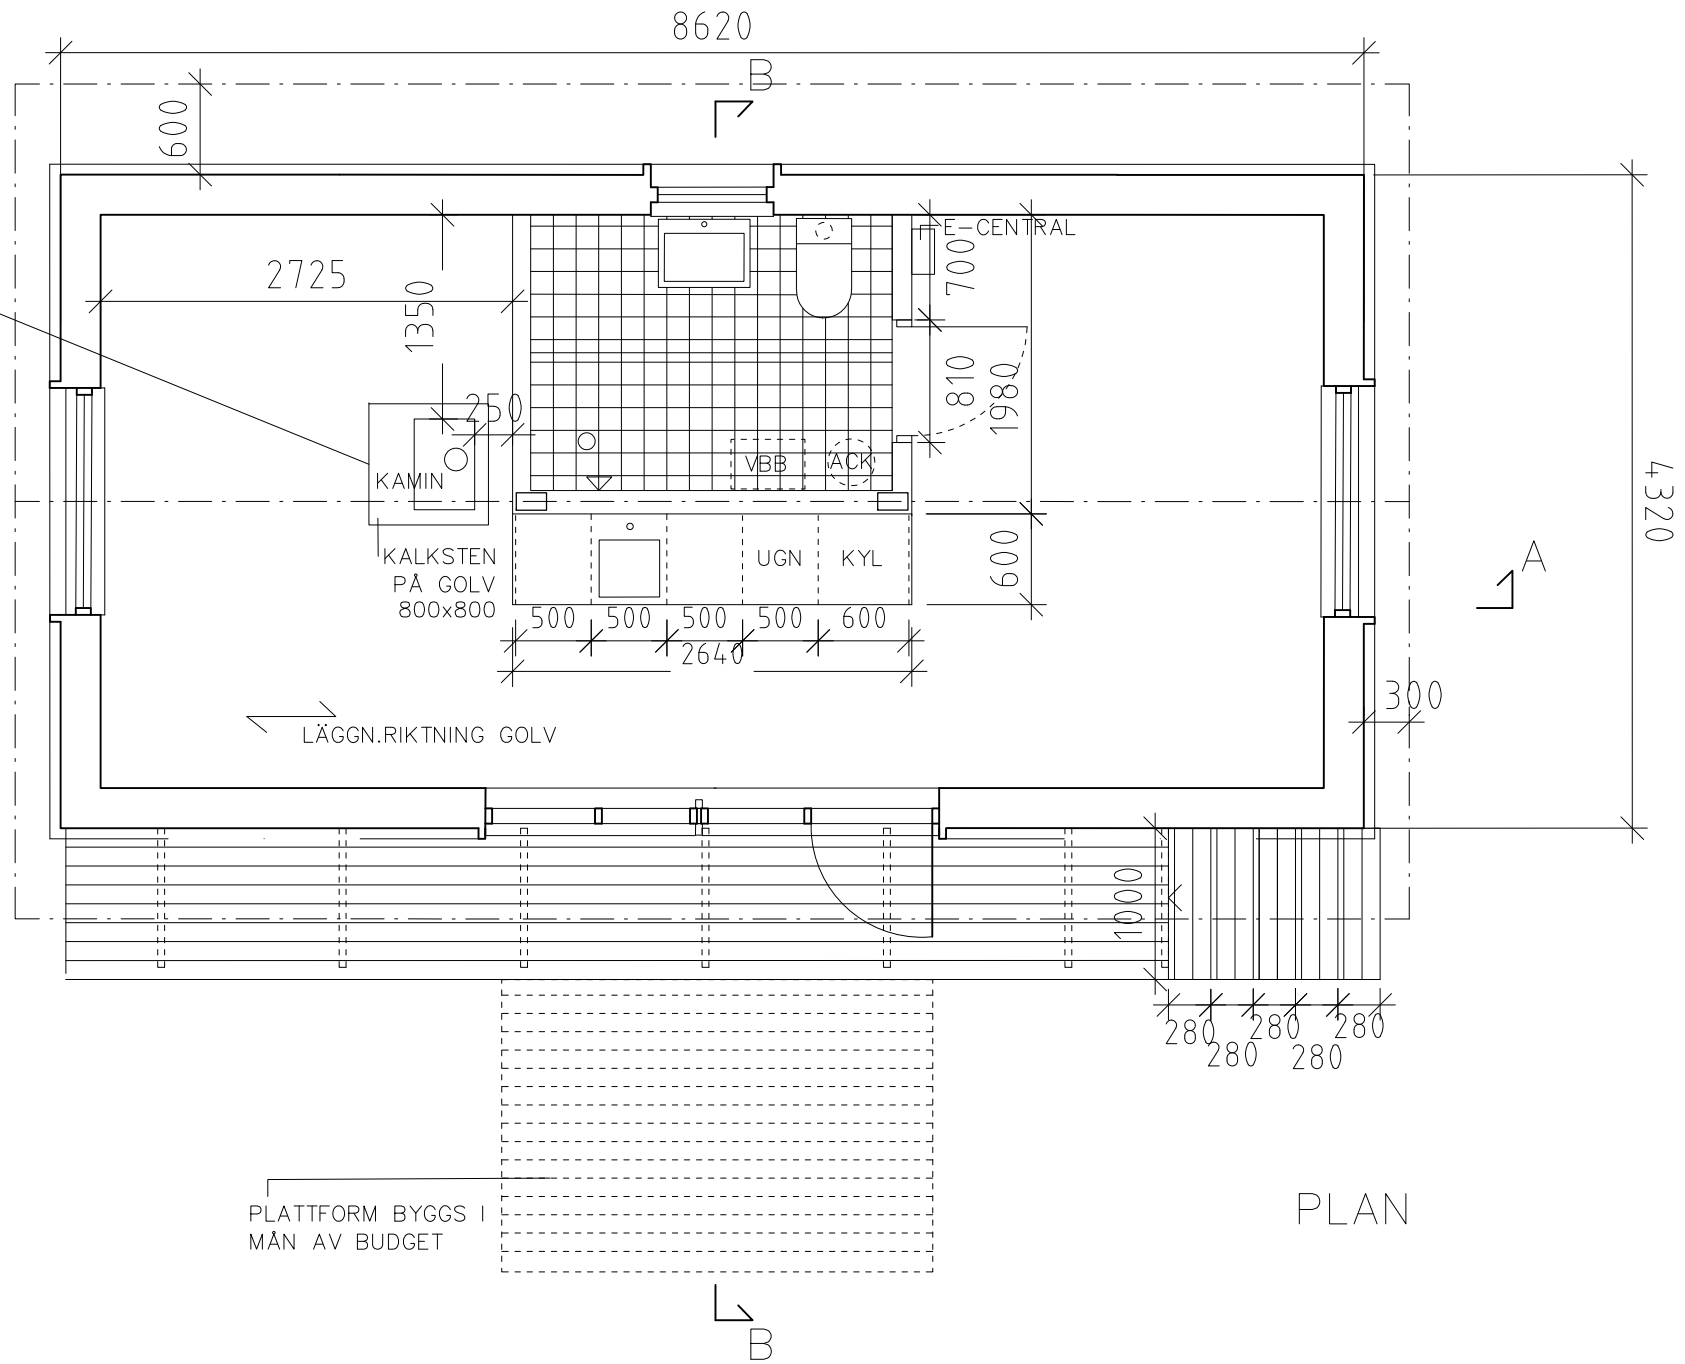 8620
B
600
E-CENTRAL
700
2725
1350
810
1980
250
VBB
ACK
KAMIN
4320
KALKSTEN
PÅ GOLV
800x800
UGN
KYL
600
A
500
500
500
500
600
2640
300
LÄGGN.RIKTNING GOLV
1000
280
280
280
280
280
PLATTFORM BYGGS I
MÅN AV BUDGET
PLAN
B